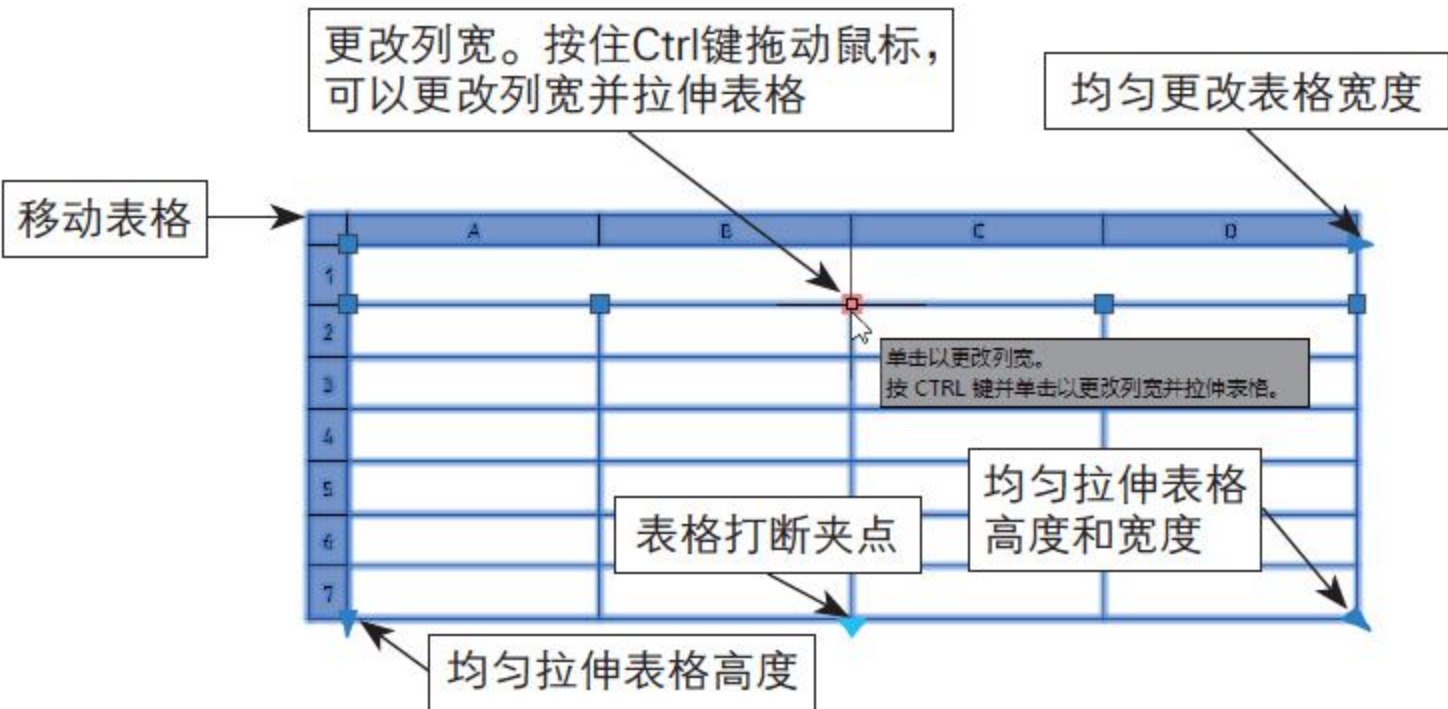 更改列宽。按住Ctrl键拖动鼠标，
可以更改列宽并拉伸表格
均匀更改表格宽度
移动表格
A B C D
1
2
单击以更改列宽。
按 CTRL 键并单击以更改列宽并拉伸表格。
3
4
均匀拉伸表格
高度和宽度
5
表格打断夹点
6
7
均匀拉伸表格高度